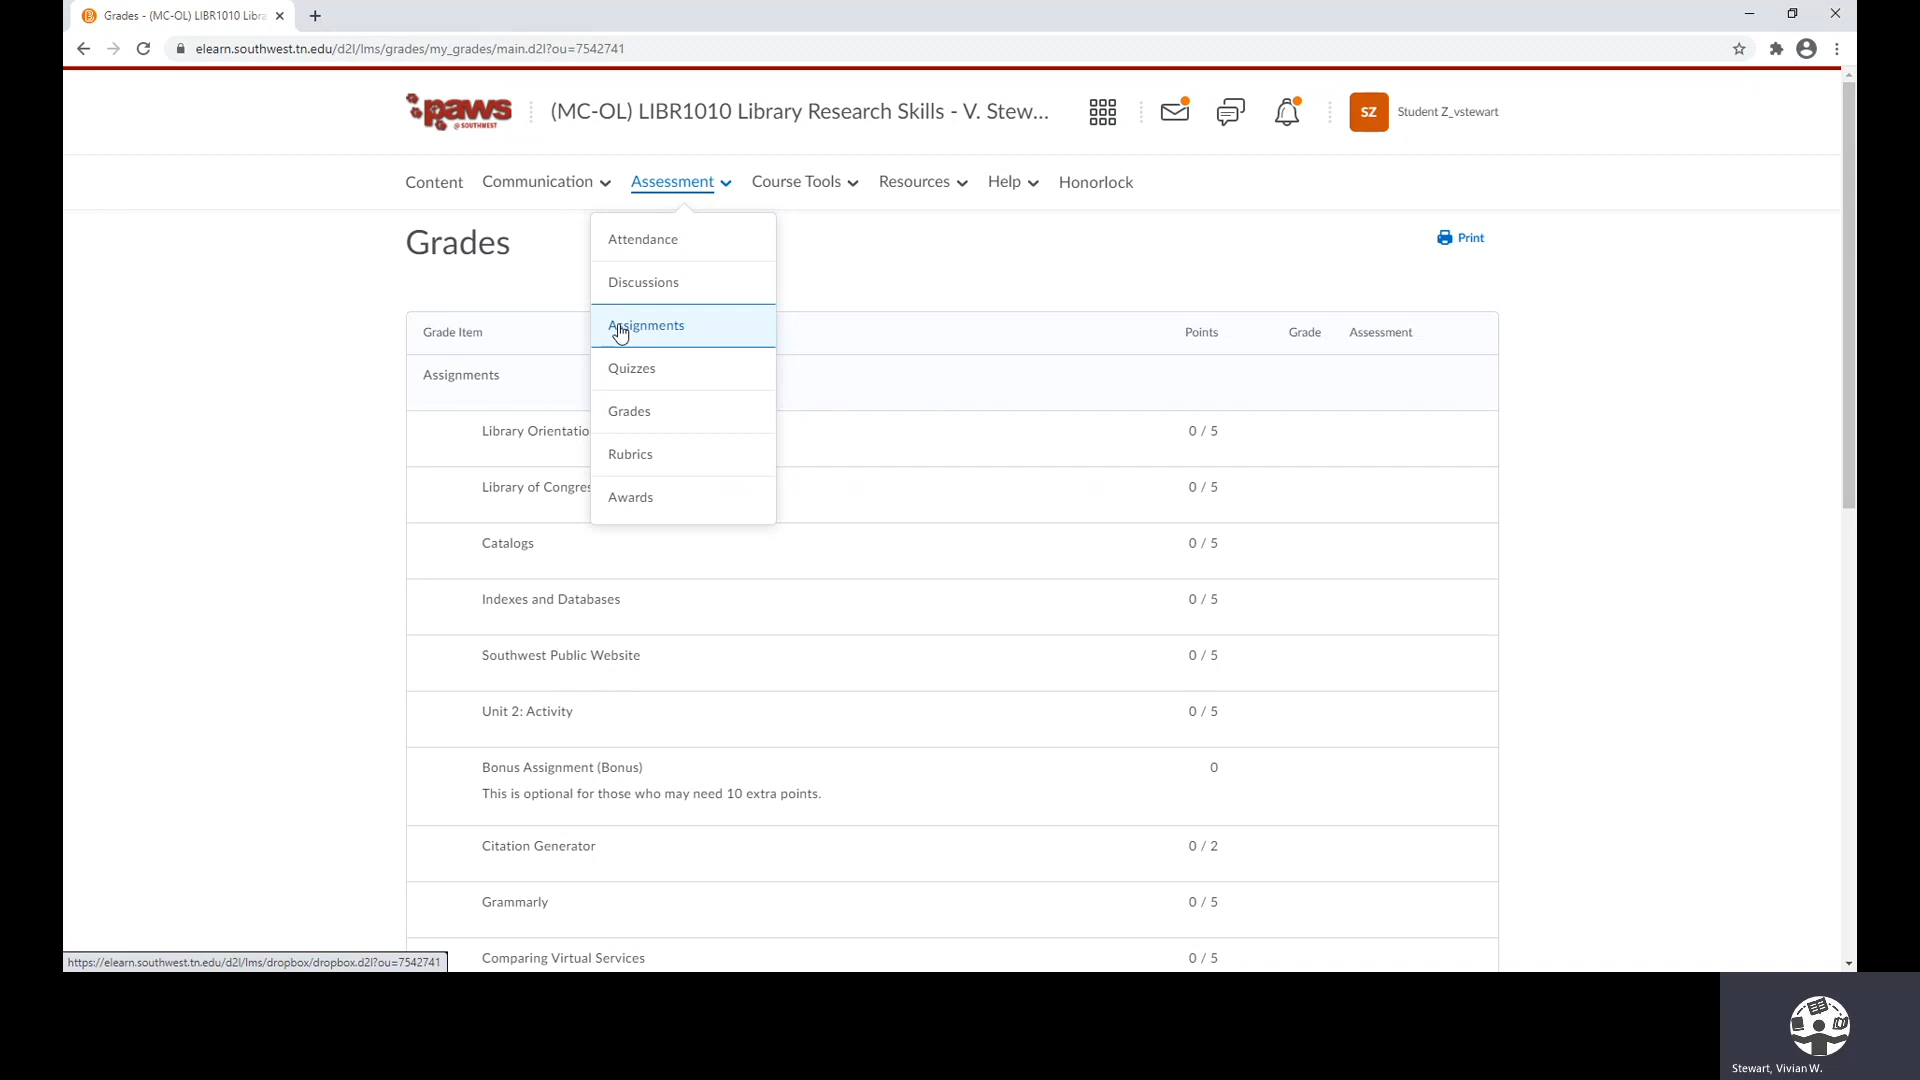 Grades - (MC-OL) LIBR1010 Libra
elearn.southwest.tn.edu/d2l/lms/grades/my_grades/main.d2l?ou=7542741
paws
@ SOUTHWEST
(MC-OL) LIBR1010 Library Research Skills - V. Stew...
SZ
Student Z_vstewart
Content Communication Assessment Course Tools Resources Help Honorlock
Grades
Print
Attendance
Discussions
Assignments
Quizzes
Grades
Rubrics
Awards
Grade Item Points Grade Assessment
Assignments
Library Orientatio 0 / 5
Library of Congres 0 / 5
Catalogs 0 / 5
Indexes and Databases 0 / 5
Southwest Public Website 0 / 5
Unit 2: Activity 0 / 5
Bonus Assignment (Bonus) 0
This is optional for those who may need 10 extra points.
Citation Generator 0 / 2
Grammarly 0 / 5
Comparing Virtual Services 0 / 5
https://elearn.southwest.tn.edu/d2l/lms/dropbox/dropbox.d2l?ou=7542741
Stewart, Vivian W.